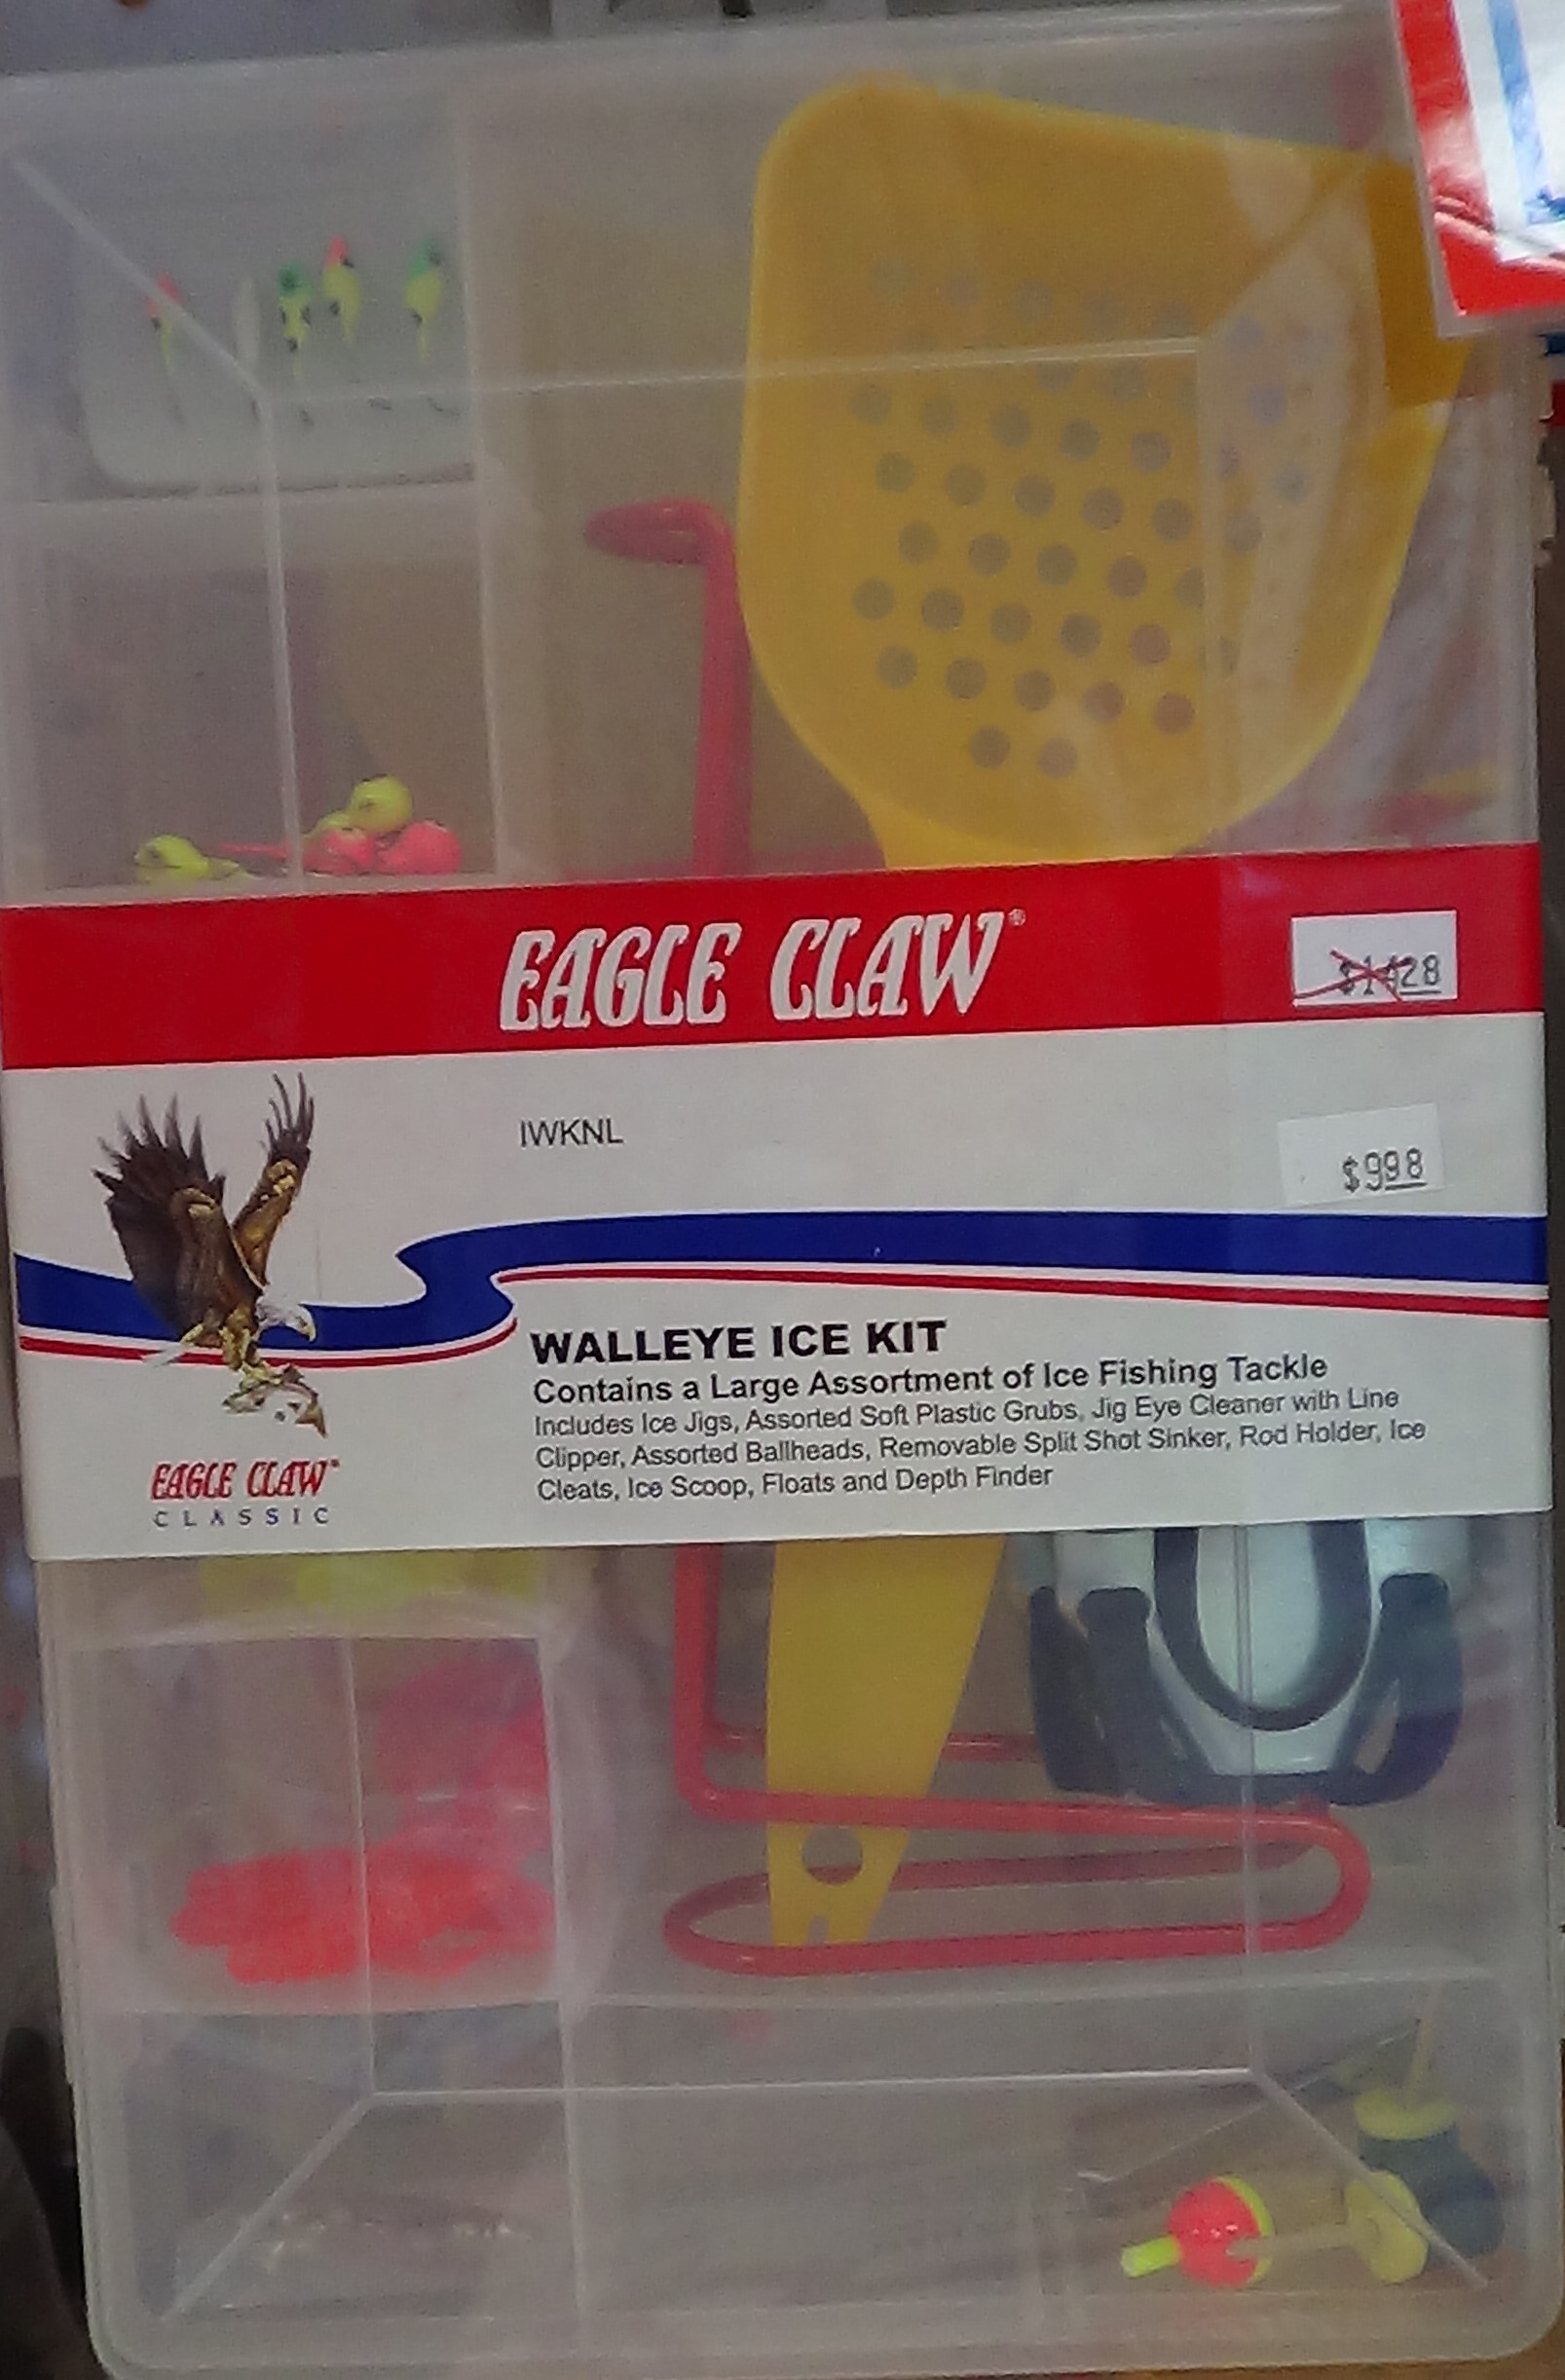 EAGLE CLAW®
$14.28
IWKNL
$9.98
WALLEYE ICE KIT
Contains a Large Assortment of Ice Fishing Tackle
Includes Ice Jigs, Assorted Soft Plastic Grubs, Jig Eye Cleaner with Line
Clipper, Assorted Ballheads, Removable Split Shot Sinker, Rod Holder, Ice
Cleats, Ice Scoop, Floats and Depth Finder
EAGLE CLAW®
CLASSIC